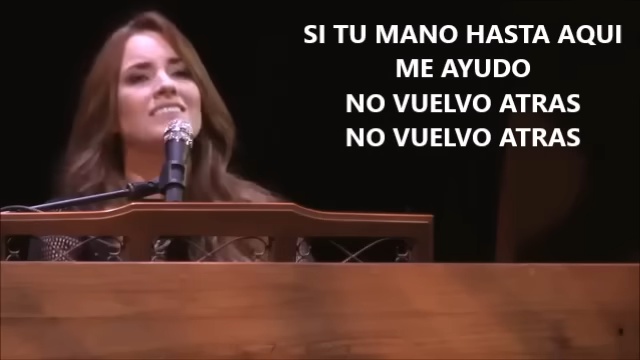 SI TU MANO HASTA AQUI
ME AYUDO
NO VUELVO ATRAS
NO VUELVO ATRAS